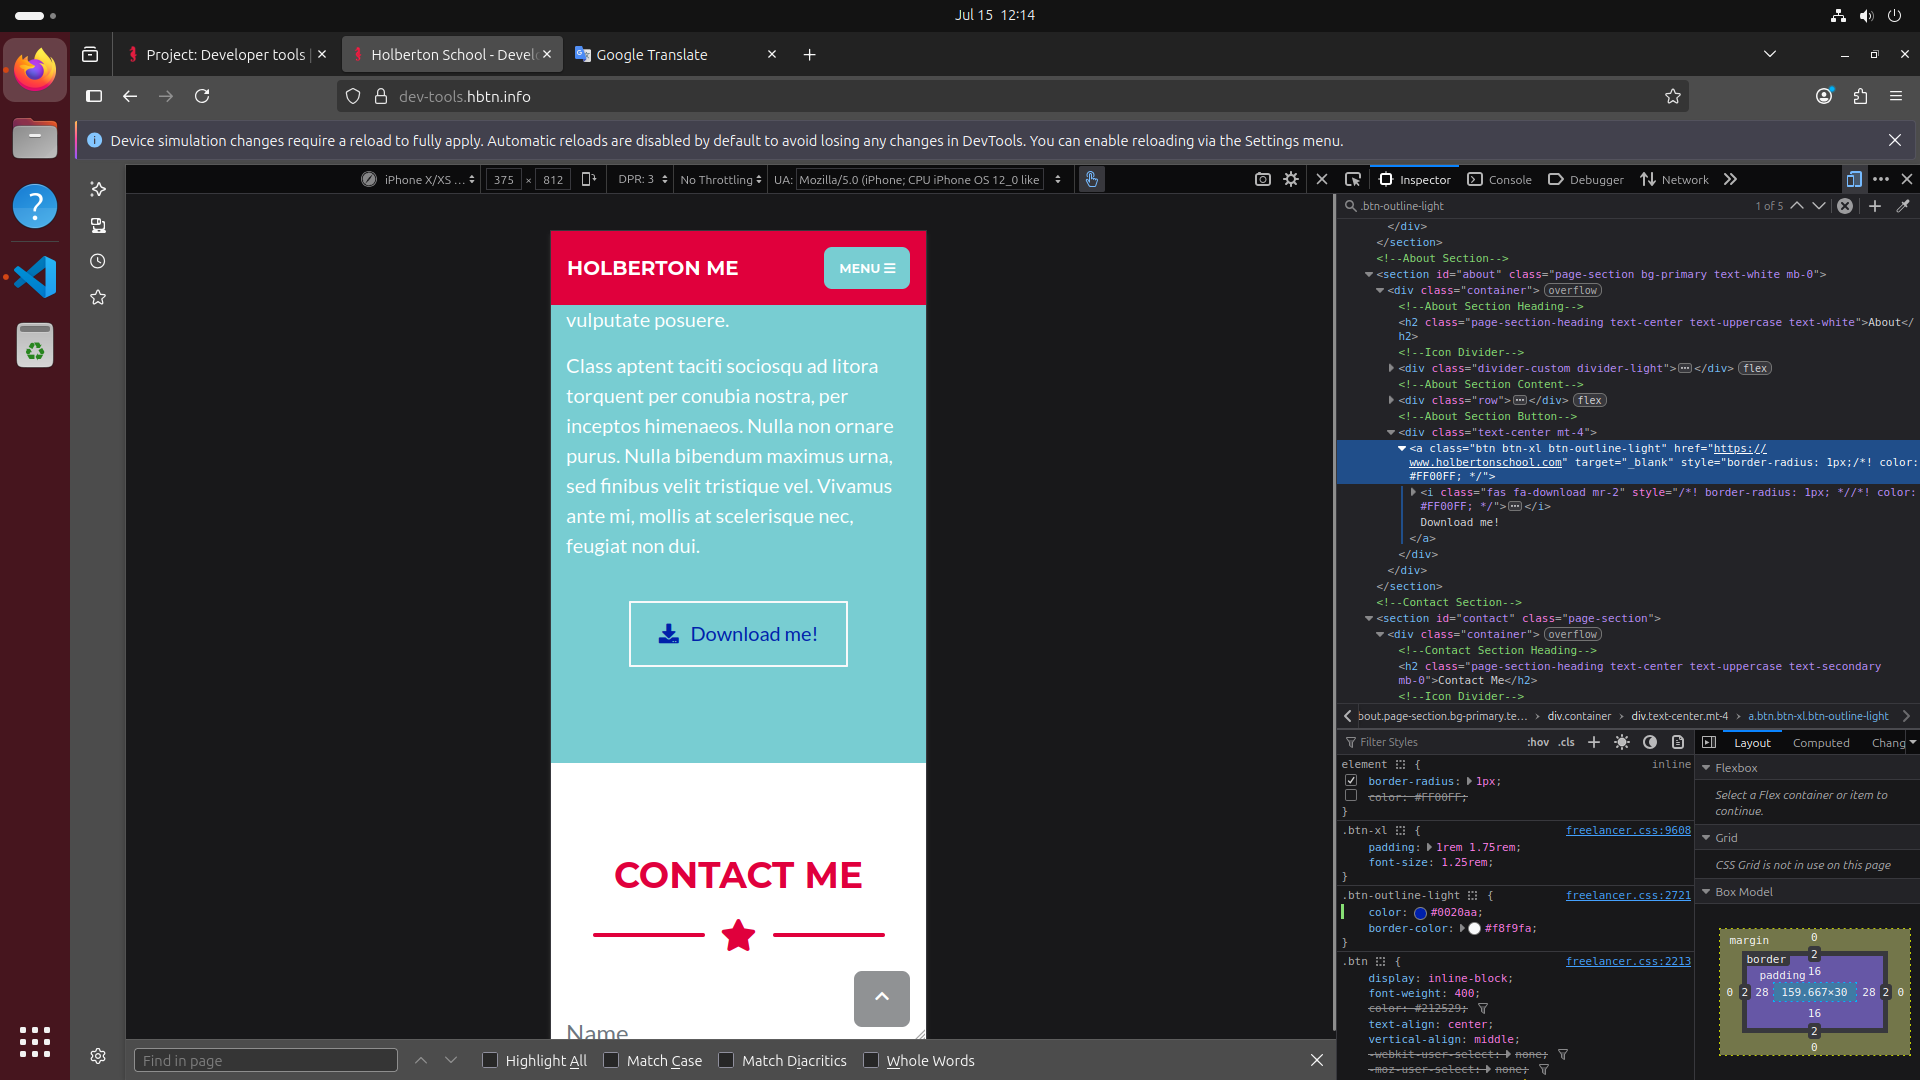 Jul 15  12:14
Project: Developer tools |
Holberton School - Devel
Google Translate
dev-tools.hbtn.info
Device simulation changes require a reload to fully apply. Automatic reloads are disabled by default to avoid losing any changes in DevTools. You can enable reloading via the Settings menu.
iPhone X/XS ... 375 × 812 DPR: 3 No Throttling UA: Mozilla/5.0 (iPhone; CPU iPhone OS 12_0 like
Inspector Console Debugger Network
.btn-outline-light 1 of 5
HOLBERTON ME
MENU
vulputate posuere.
Class aptent taciti sociosqu ad litora
torquent per conubia nostra, per
inceptos himenaeos. Nulla non ornare
purus. Nulla bibendum maximus urna,
sed finibus velit tristique vel. Vivamus
ante mi, mollis at scelerisque nec,
feugiat non dui.
Download me!
CONTACT ME
Name
</div>
</section>
<!--About Section-->
<section id="about" class="page-section bg-primary text-white mb-0">
<div class="container"> overflow
<!--About Section Heading-->
<h2 class="page-section-heading text-center text-uppercase text-white">About</
h2>
<!--Icon Divider-->
<div class="divider-custom divider-light">⋯</div> flex
<!--About Section Content-->
<div class="row">⋯</div> flex
<!--About Section Button-->
<div class="text-center mt-4">
<a class="btn btn-xl btn-outline-light" href="https://
www.holbertonschool.com" target="_blank" style="border-radius: 1px;/*! color:
#FF00FF; */">
<i class="fas fa-download mr-2" style="/*! border-radius: 1px; *//*! color:
#FF00FF; */">⋯</i>
Download me!
</a>
</div>
</div>
</section>
<!--Contact Section-->
<section id="contact" class="page-section">
<div class="container"> overflow
<!--Contact Section Heading-->
<h2 class="page-section-heading text-center text-uppercase text-secondary
mb-0">Contact Me</h2>
<!--Icon Divider-->
bout.page-section.bg-primary.te... › div.container › div.text-center.mt-4 › a.btn.btn-xl.btn-outline-light
Filter Styles :hov .cls
element { inline
border-radius: 1px;
color: #FF00FF;
}
.btn-xl { freelancer.css:9608
padding: 1rem 1.75rem;
font-size: 1.25rem;
}
.btn-outline-light { freelancer.css:2721
color: #0020aa;
border-color: #f8f9fa;
}
.btn { freelancer.css:2213
display: inline-block;
font-weight: 400;
color: #212529;
text-align: center;
vertical-align: middle;
-webkit-user-select: none;
-moz-user-select: none;
Layout Computed Chang
Flexbox
Select a Flex container or item to
continue.
Grid
CSS Grid is not in use on this page
Box Model
margin 0
border 2
padding 16
0 2 28 159.667×30 28 2 0
16
2
0
Find in page Highlight All Match Case Match Diacritics Whole Words